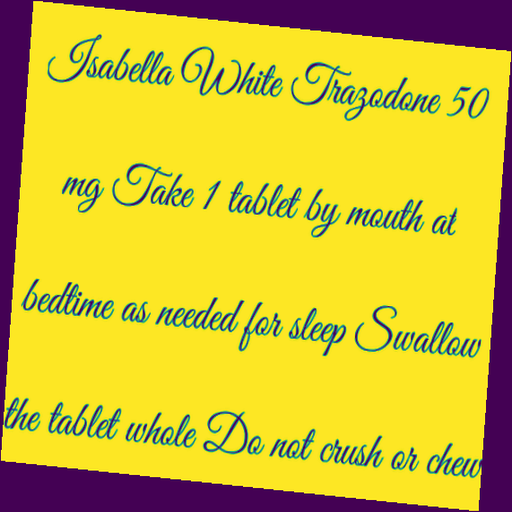 Isabella White Trazodone 50
mg Take 1 tablet by mouth at
bedtime as needed for sleep Swallow
the tablet whole Do not crush or chew